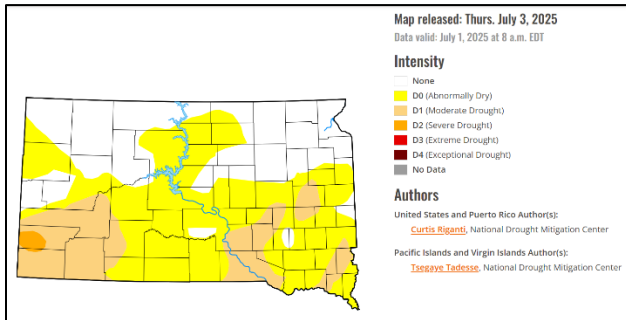 Map released: Thurs. July 3, 2025
Data valid: July 1, 2025 at 8 a.m. EDT
Intensity
None
D0 (Abnormally Dry)
D1 (Moderate Drought)
D2 (Severe Drought)
D3 (Extreme Drought)
D4 (Exceptional Drought)
No Data
Authors
United States and Puerto Rico Author(s):
Curtis Riganti, National Drought Mitigation Center
Pacific Islands and Virgin Islands Author(s):
Tsegaye Tadesse, National Drought Mitigation Center